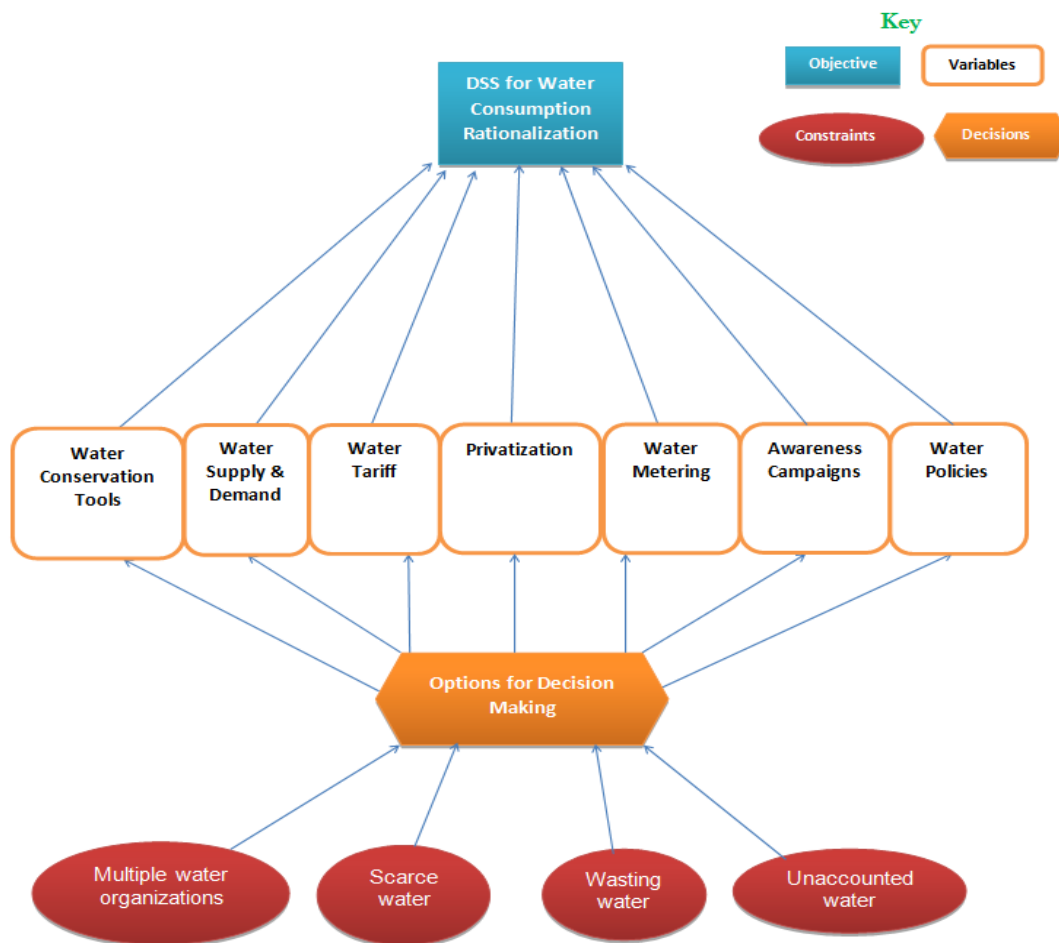 Key
Objective
Variables
Constraints
Decisions
DSS for Water
Consumption
Rationalization
Water
Conservation
Tools
Water
Supply &
Demand
Water
Tariff
Privatization
Water
Metering
Awareness
Campaigns
Water
Policies
Options for Decision
Making
Multiple water
organizations
Scarce
water
Wasting
water
Unaccounted
water